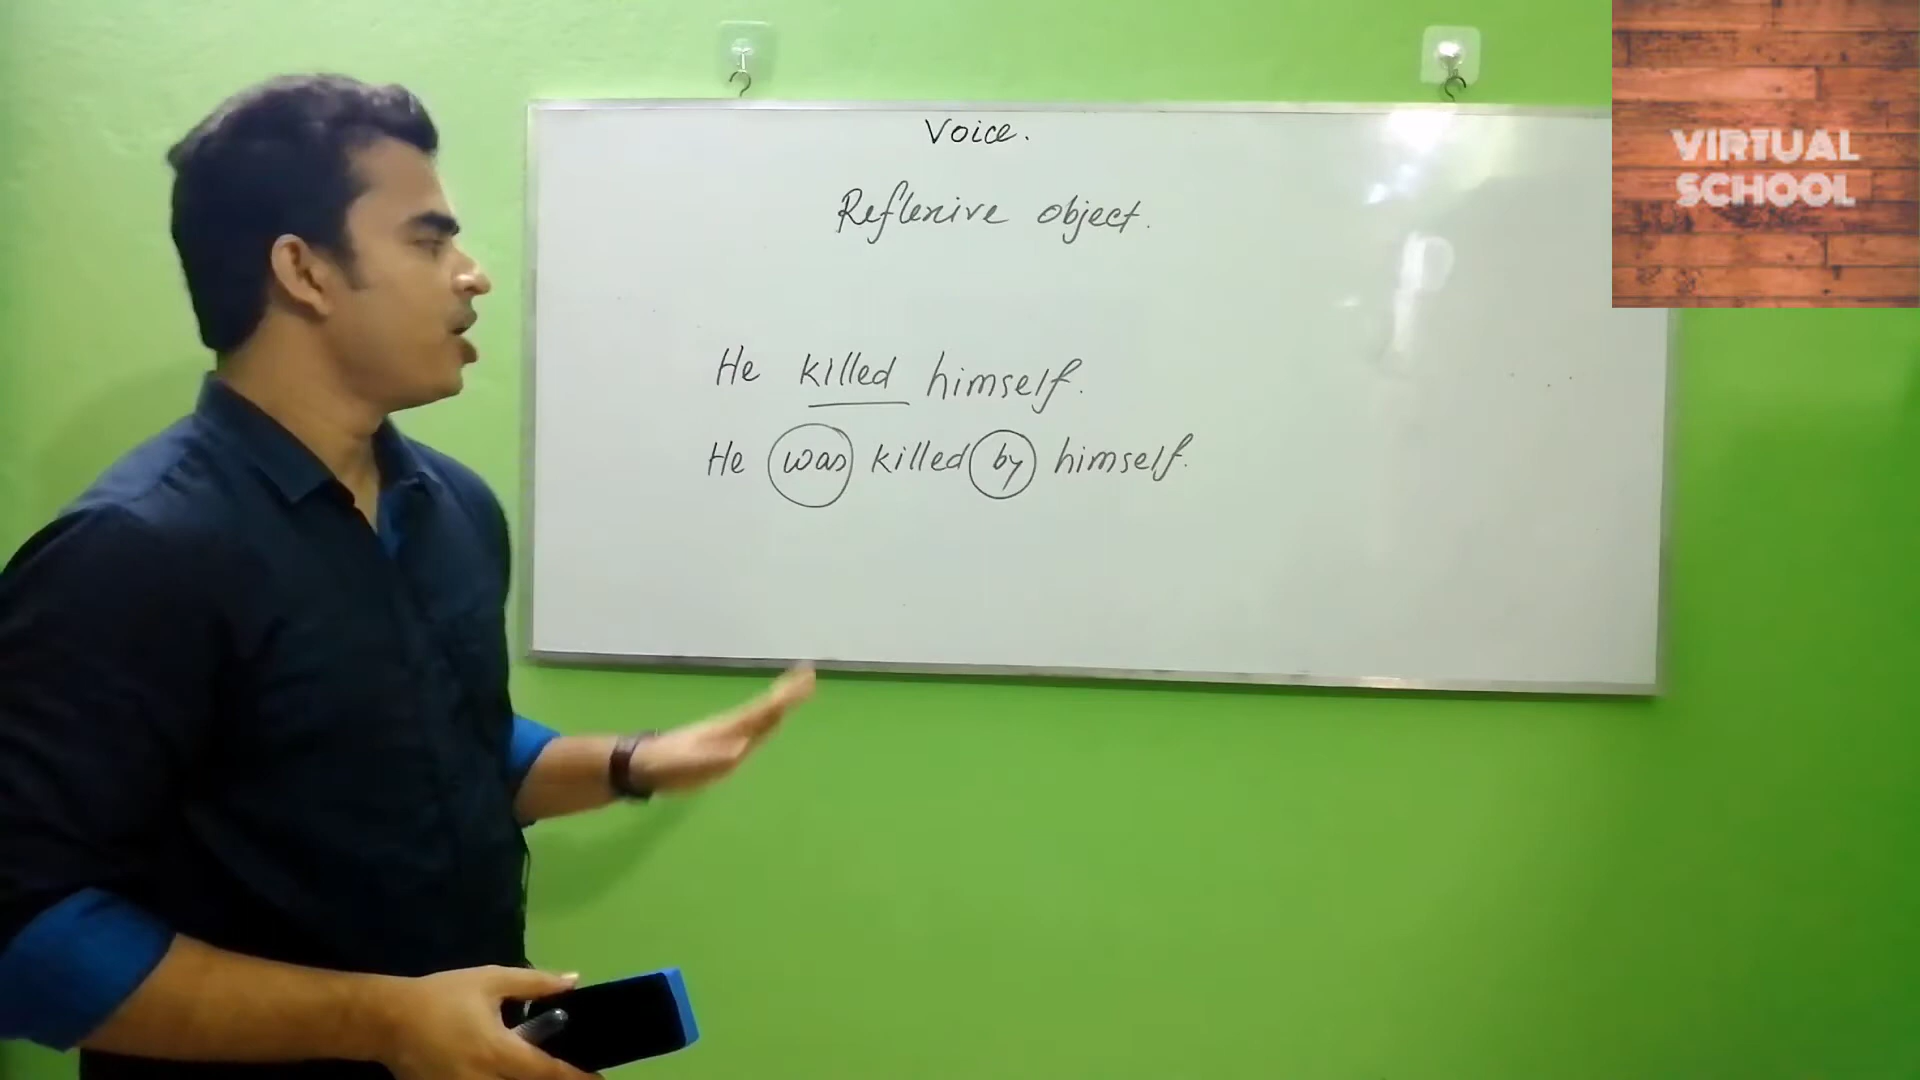 Voice.
Reflexive object.
He killed himself.
He was killed by himself.
VIRTUAL
SCHOOL